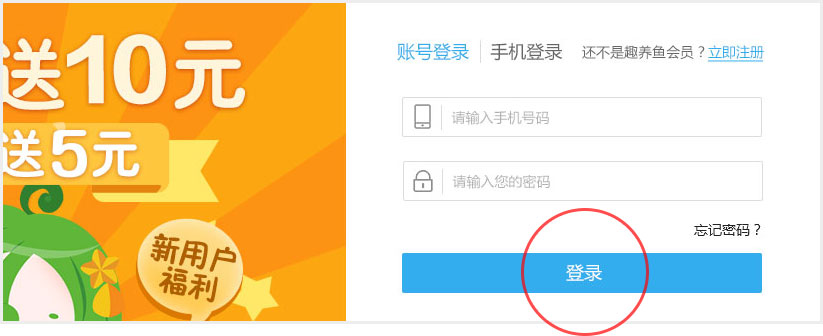 送10元
送5元
新用户
福利
账号登录 手机登录 还不是趣养鱼会员？立即注册
请输入手机号码
请输入您的密码
忘记密码？
登录